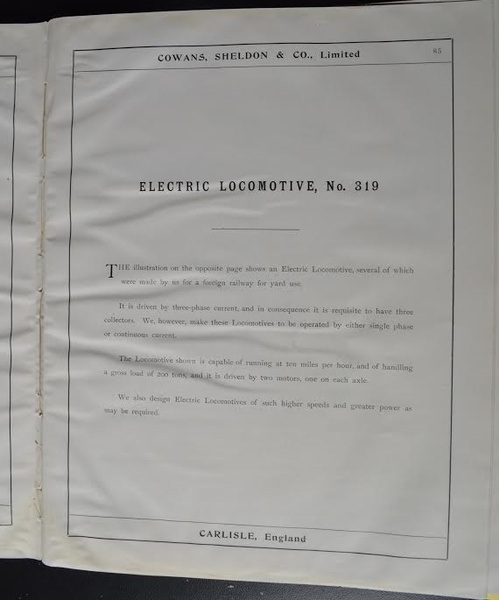 COWANS, SHELDON & CO., Limited
85
ELECTRIC LOCOMOTIVE, No. 319
THE illustration on the opposite page shows an Electric Locomotive, several of which
were made by us for a foreign railway for yard use.
It is driven by three-phase current, and in consequence it is requisite to have three
collectors. We, however, make these Locomotives to be operated by either single phase
or continuous current.
The Locomotive shown is capable of running at ten miles per hour, and of handling
a gross load of 200 tons, and it is driven by two motors, one on each axle.
We also design Electric Locomotives of such higher speeds and greater power as
may be required.
CARLISLE, England